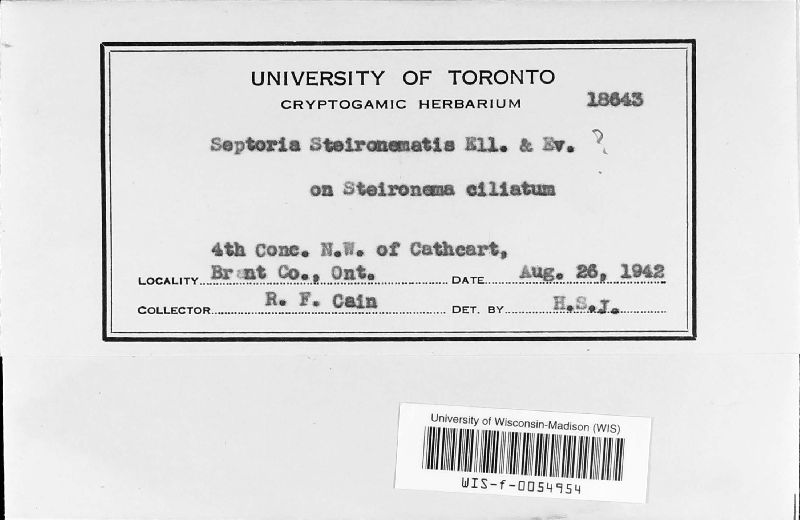 UNIVERSITY OF TORONTO
CRYPTOGAMIC HERBARIUM 18643
Septoria Steironematis Ell. & Ev. ?
on Steironema ciliatum
4th Conc. N.W. of Cathcart,
LOCALITY Brant Co., Ont. DATE Aug. 26, 1942
COLLECTOR R. F. Cain DET. BY H.S.J.
University of Wisconsin-Madison (WIS)
WIS-f-0054954